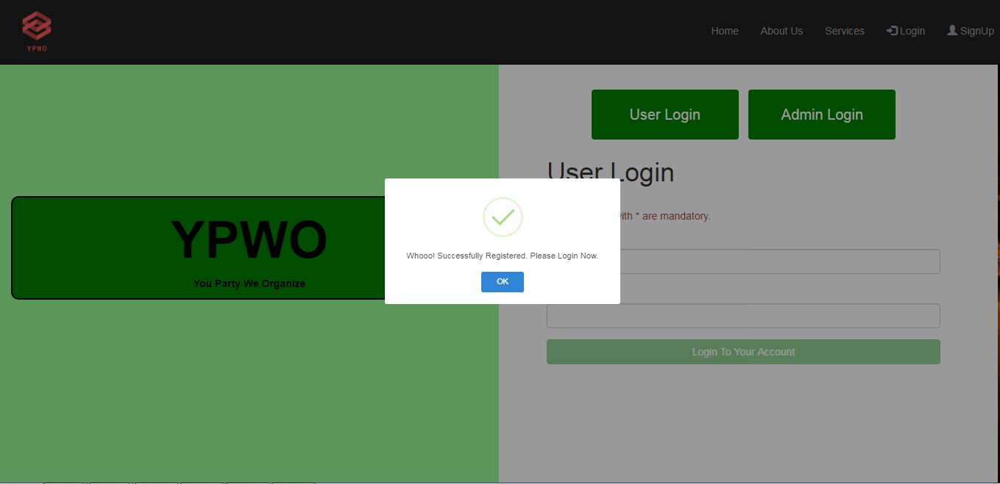 YPWO
Home About Us Services Login SignUp
User Login Admin Login
User Login
with * are mandatory.
YPWO
You Party We Organize
Whooo! Successfully Registered. Please Login Now.
OK
Login To Your Account